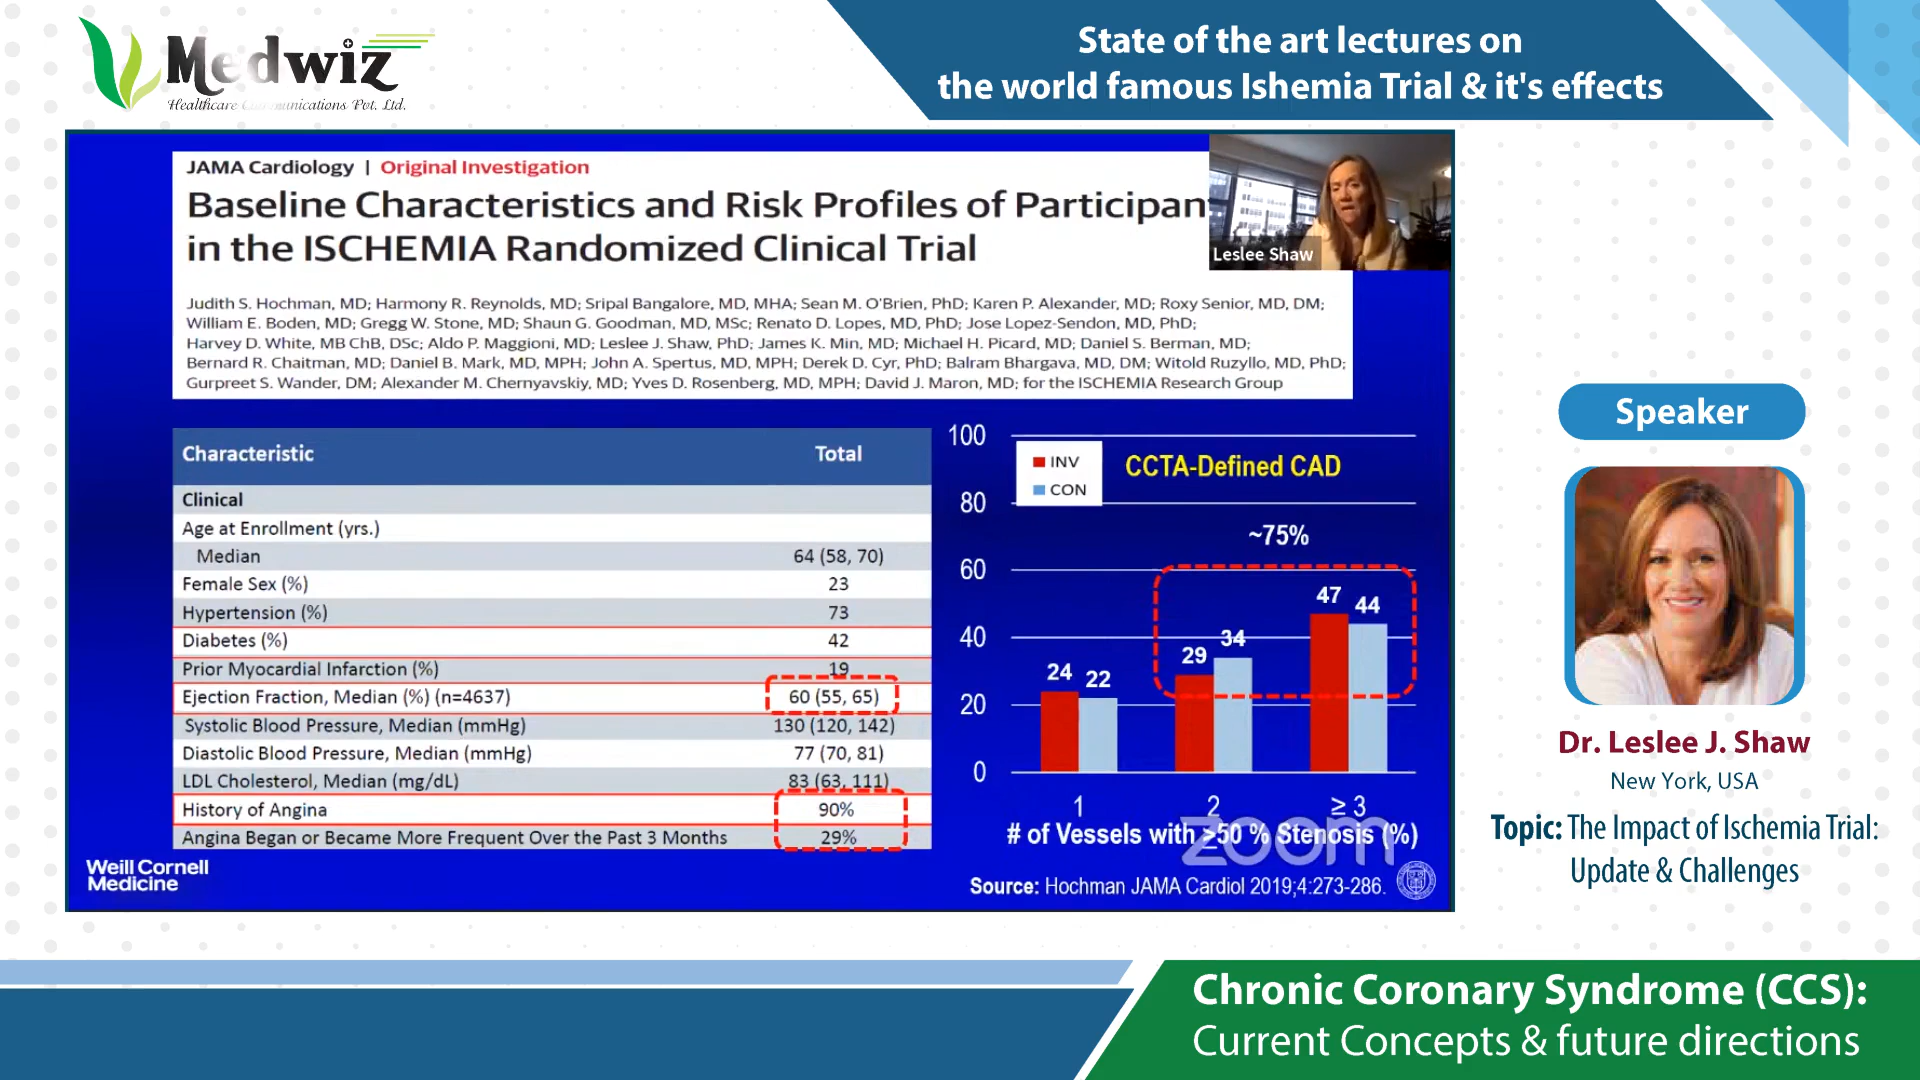 Medwiz
Healthcare Communications Pvt. Ltd.
State of the art lectures on
the world famous Ishemia Trial & it's effects
JAMA Cardiology | Original Investigation
Baseline Characteristics and Risk Profiles of Participan
in the ISCHEMIA Randomized Clinical Trial
Leslee Shaw
Judith S. Hochman, MD; Harmony R. Reynolds, MD; Sripal Bangalore, MD, MHA; Sean M. O'Brien, PhD; Karen P. Alexander, MD; Roxy Senior, MD, DM;
William E. Boden, MD; Gregg W. Stone, MD; Shaun G. Goodman, MD, MSc; Renato D. Lopes, MD, PhD; Jose Lopez-Sendon, MD, PhD;
Harvey D. White, MB ChB, DSc; Aldo P. Maggioni, MD; Leslee J. Shaw, PhD; James K. Min, MD; Michael H. Picard, MD; Daniel S. Berman, MD;
Bernard R. Chaitman, MD; Daniel B. Mark, MD, MPH; John A. Spertus, MD, MPH; Derek D. Cyr, PhD; Balram Bhargava, MD, DM; Witold Ruzyllo, MD, PhD;
Gurpreet S. Wander, DM; Alexander M. Chernyavskiy, MD; Yves D. Rosenberg, MD, MPH; David J. Maron, MD; for the ISCHEMIA Research Group
Characteristic Total
Clinical
Age at Enrollment (yrs.)
Median 64 (58, 70)
Female Sex (%) 23
Hypertension (%) 73
Diabetes (%) 42
Prior Myocardial Infarction (%) 19
Ejection Fraction, Median (%) (n=4637) 60 (55, 65)
Systolic Blood Pressure, Median (mmHg) 130 (120, 142)
Diastolic Blood Pressure, Median (mmHg) 77 (70, 81)
LDL Cholesterol, Median (mg/dL) 83 (63, 111)
History of Angina 90%
Angina Began or Became More Frequent Over the Past 3 Months 29%
Weill Cornell
Medicine
100
80
60
40
20
0
INV
CON
CCTA-Defined CAD
~75%
24 22
29 34
47 44
1 2 ≥ 3
# of Vessels with ≥50 % Stenosis (%)
zoom
Source: Hochman JAMA Cardiol 2019;4:273-286.
Speaker
Dr. Leslee J. Shaw
New York, USA
Topic: The Impact of Ischemia Trial:
Update & Challenges
Chronic Coronary Syndrome (CCS):
Current Concepts & future directions